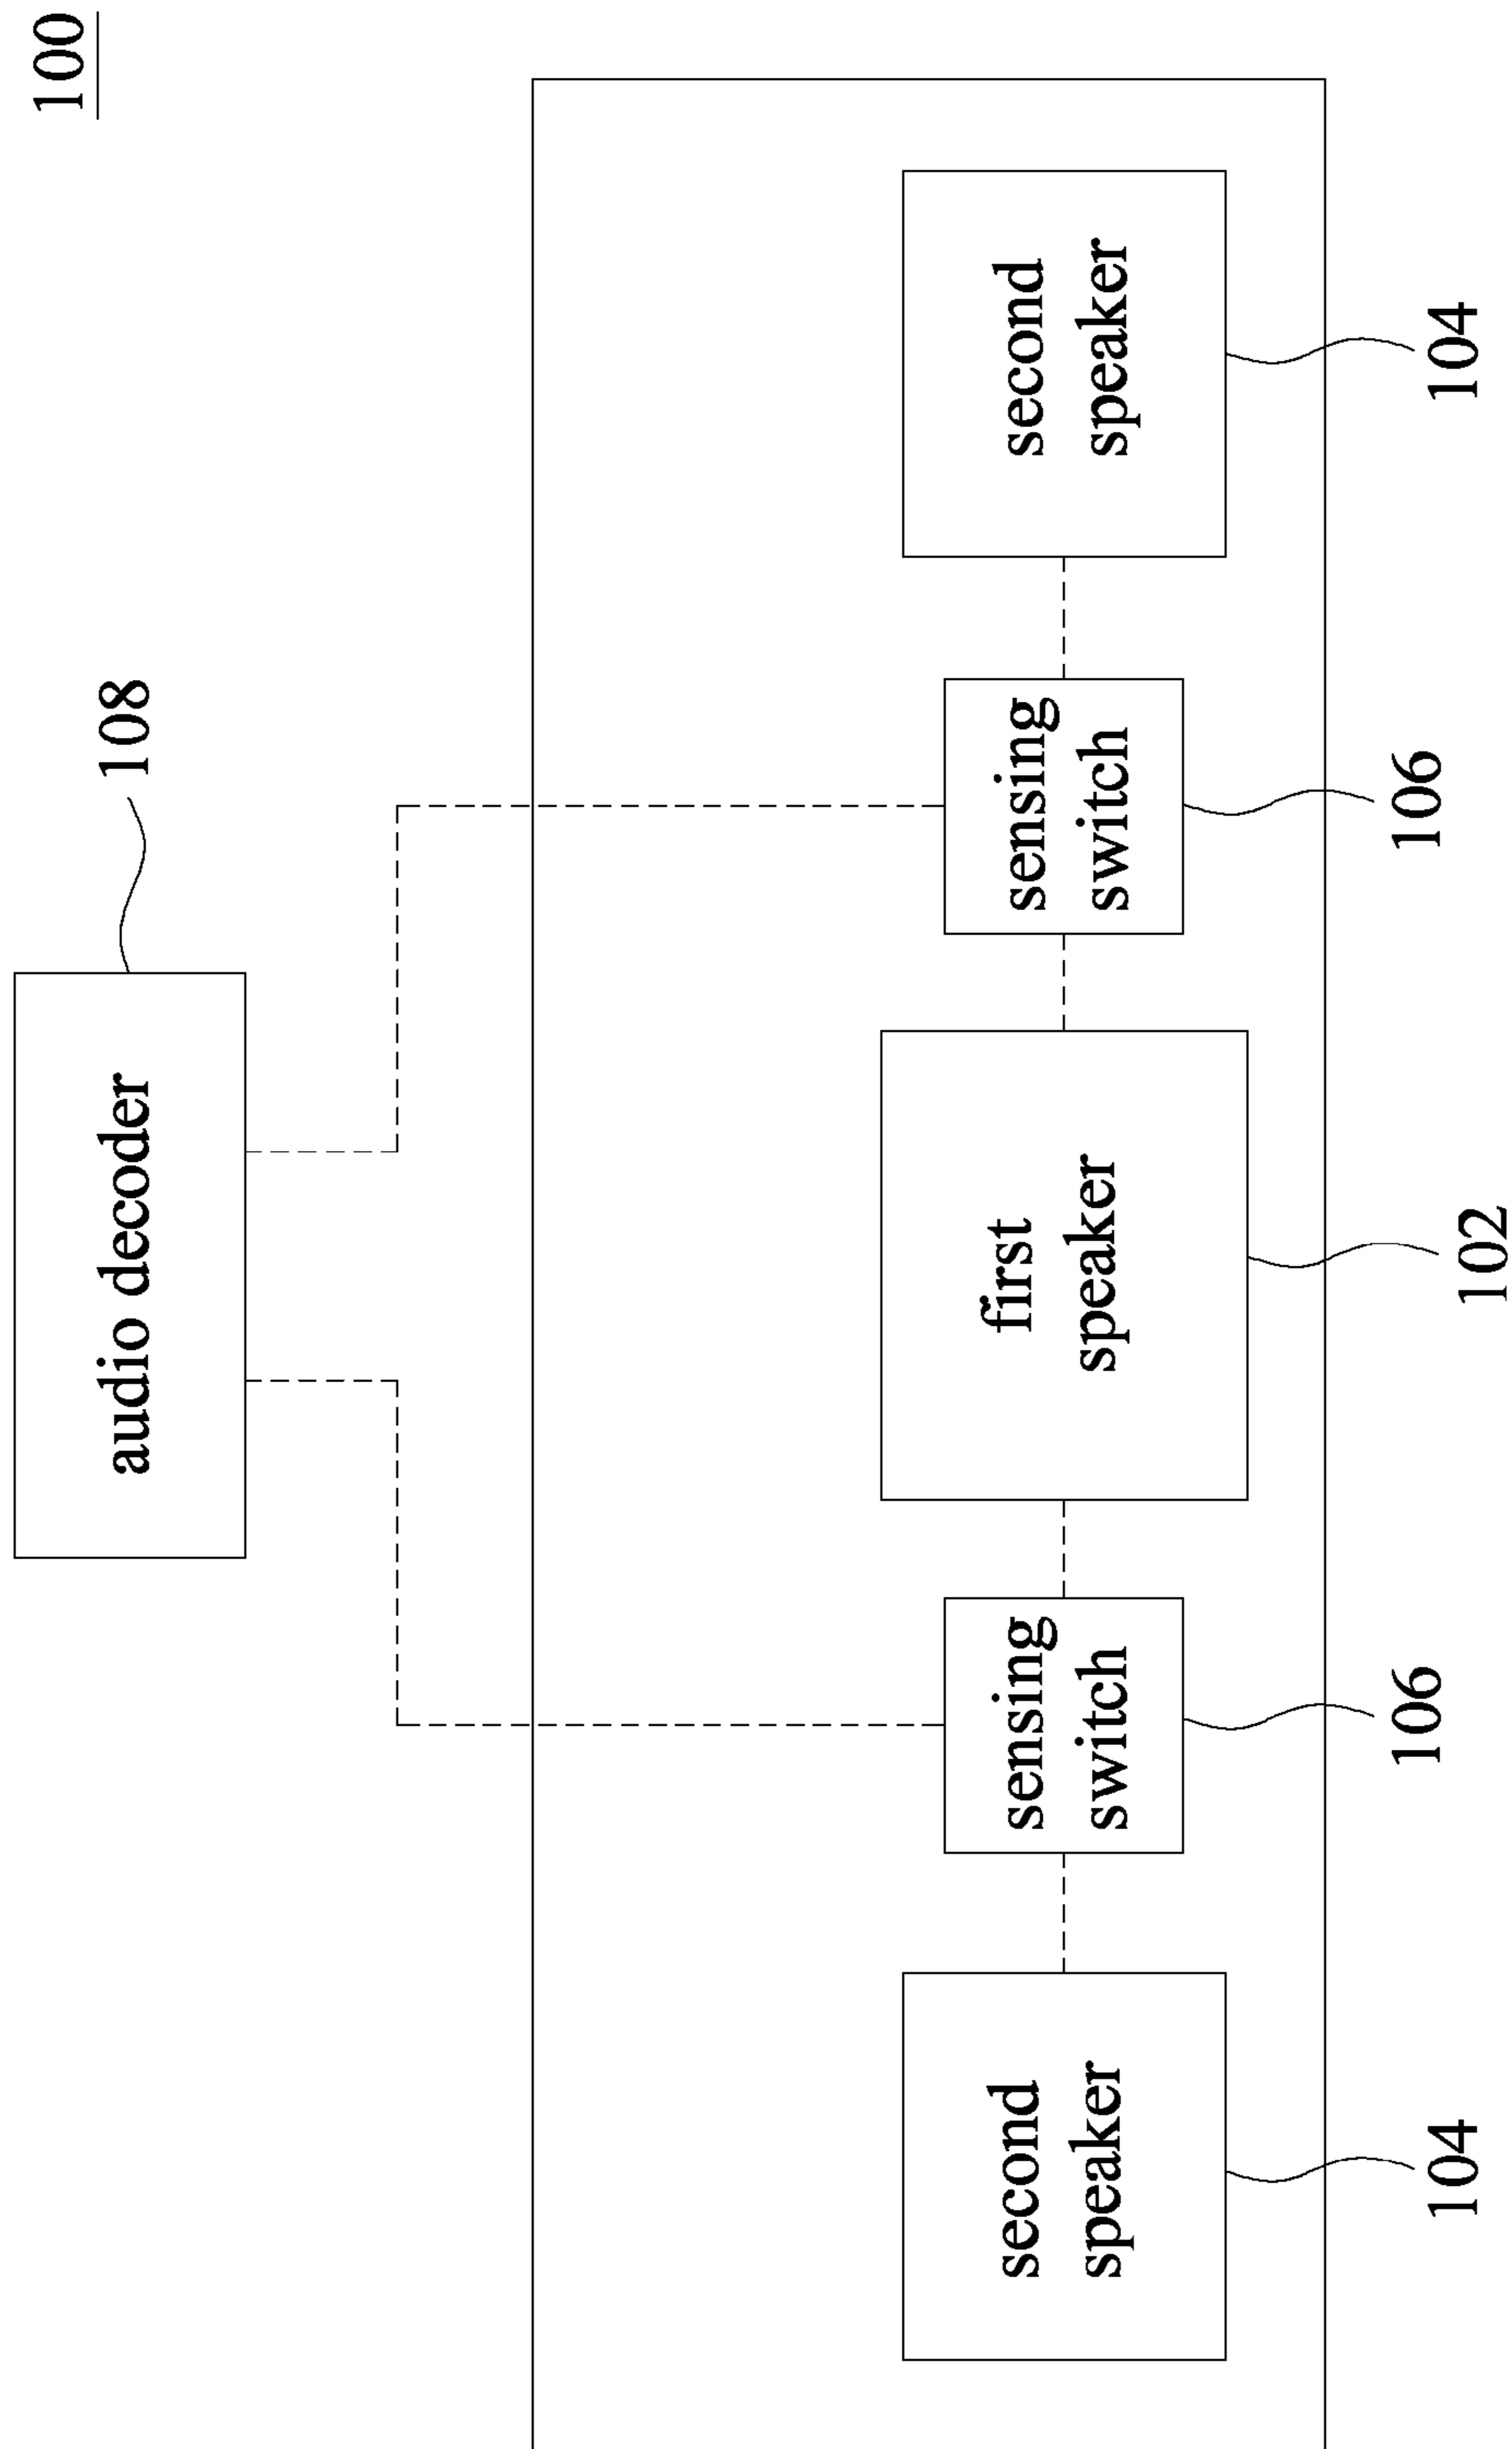 100
audio decoder
108
second
speaker
sensing
switch
first
speaker
sensing
switch
second
speaker
104
106
102
106
104